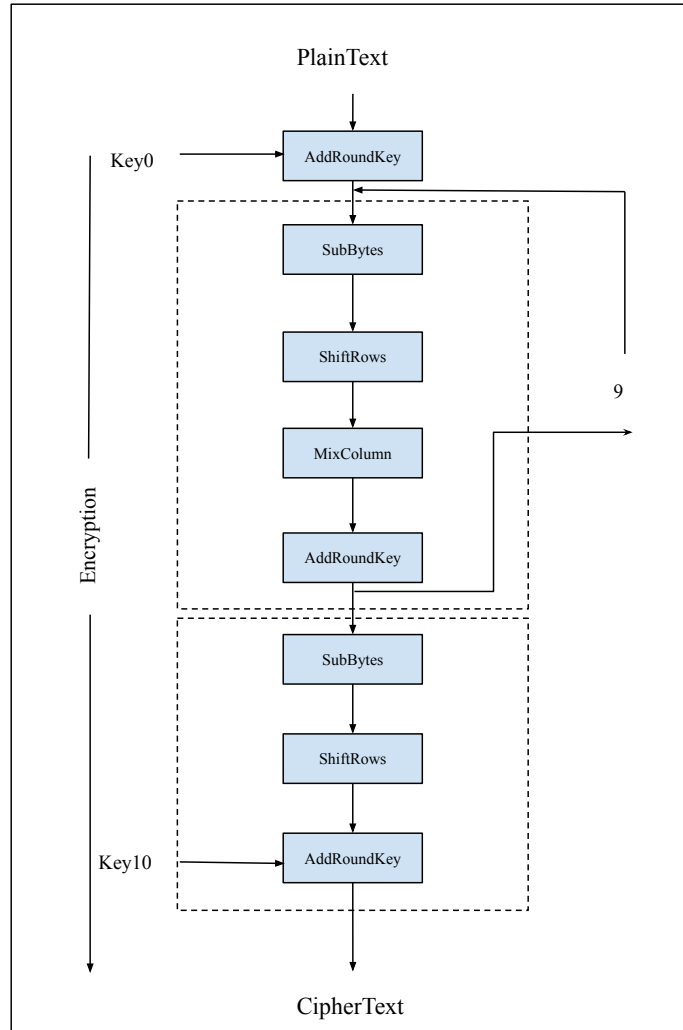 PlainText
Key0
AddRoundKey
SubBytes
ShiftRows
9
MixColumn
Encryption
AddRoundKey
SubBytes
ShiftRows
Key10
AddRoundKey
CipherText